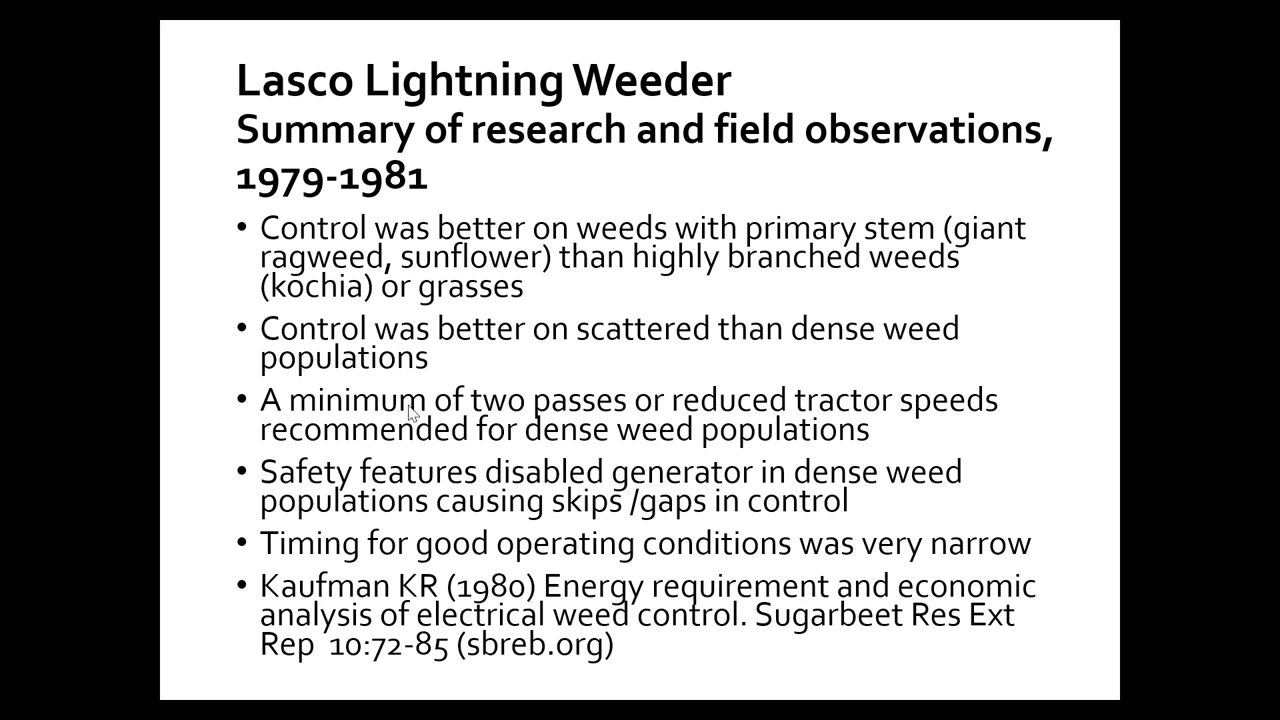 Lasco Lightning Weeder
Summary of research and field observations,
1979-1981
• Control was better on weeds with primary stem (giant
ragweed, sunflower) than highly branched weeds
(kochia) or grasses
• Control was better on scattered than dense weed
populations
• A minimum of two passes or reduced tractor speeds
recommended for dense weed populations
• Safety features disabled generator in dense weed
populations causing skips /gaps in control
• Timing for good operating conditions was very narrow
• Kaufman KR (1980) Energy requirement and economic
analysis of electrical weed control. Sugarbeet Res Ext
Rep  10:72-85 (sbreb.org)